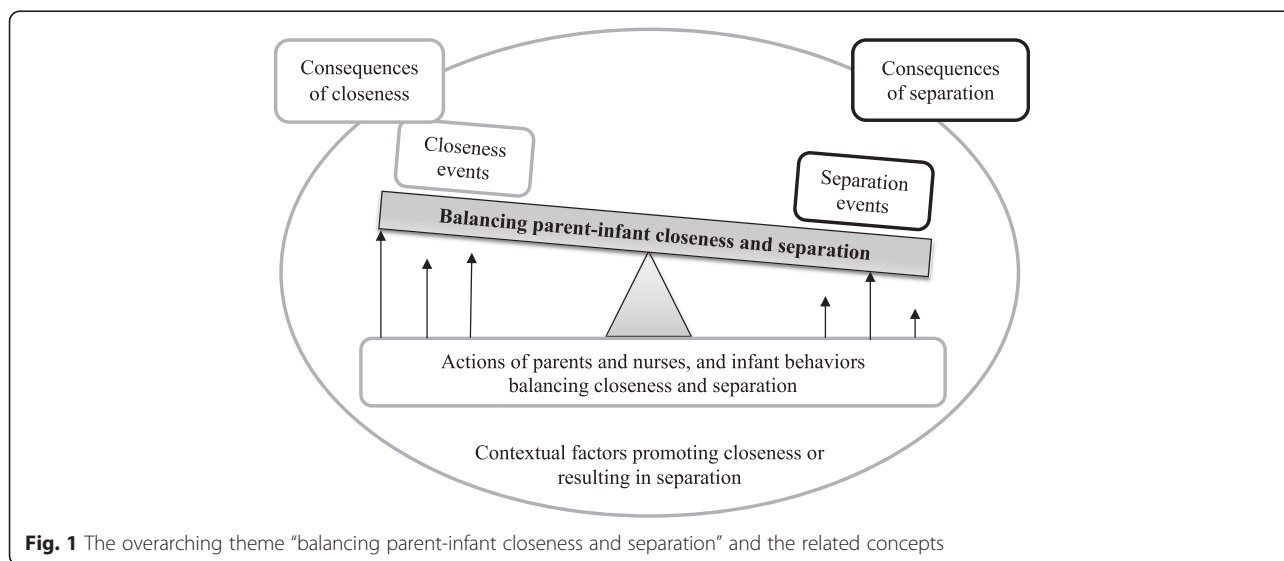 Consequences
of closeness
Consequences
of separation
Closeness
events
Separation
events
Balancing parent-infant closeness and separation
Actions of parents and nurses, and infant behaviors
balancing closeness and separation
Contextual factors promoting closeness or
resulting in separation
Fig. 1 The overarching theme “balancing parent-infant closeness and separation” and the related concepts